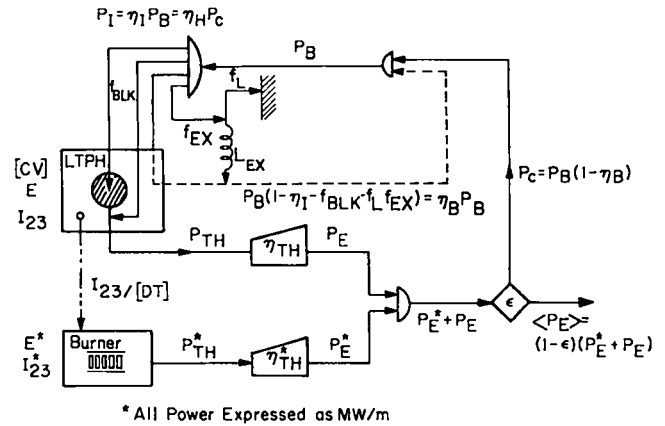 P_I = η_I P_B = η_H P_C
P_B
f_BLK
f_L
f_EX
L_EX
LTPH
[CV]
E
I_23
P_B(1-η_I-f_BLK-f_L f_EX) = η_B P_B
P_C = P_B(1-η_B)
P_TH
η_TH
P_E
I_23/[DT]
P_E^*+P_E
ε
⟨P_E⟩ =
(1-ε)(P_E^*+P_E)
E*
I_23^*
Burner
P_TH^*
η_TH^*
P_E^*
* All Power Expressed as MW/m